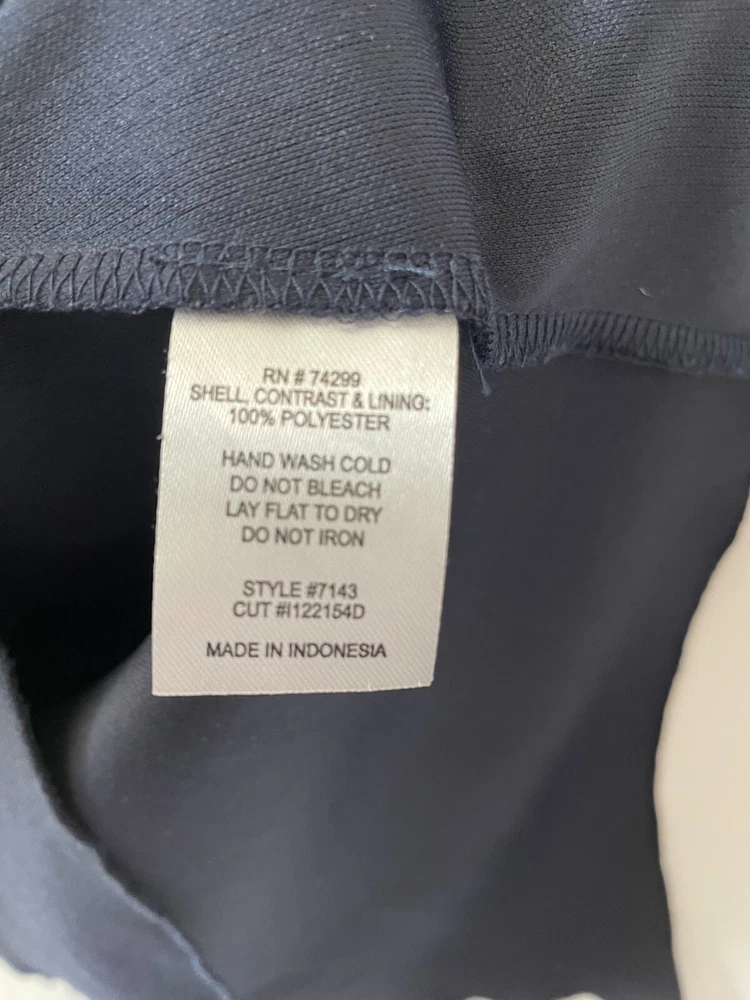 RN # 74299
SHELL, CONTRAST & LINING:
100% POLYESTER
HAND WASH COLD
DO NOT BLEACH
LAY FLAT TO DRY
DO NOT IRON
STYLE #7143
CUT #I122154D
MADE IN INDONESIA